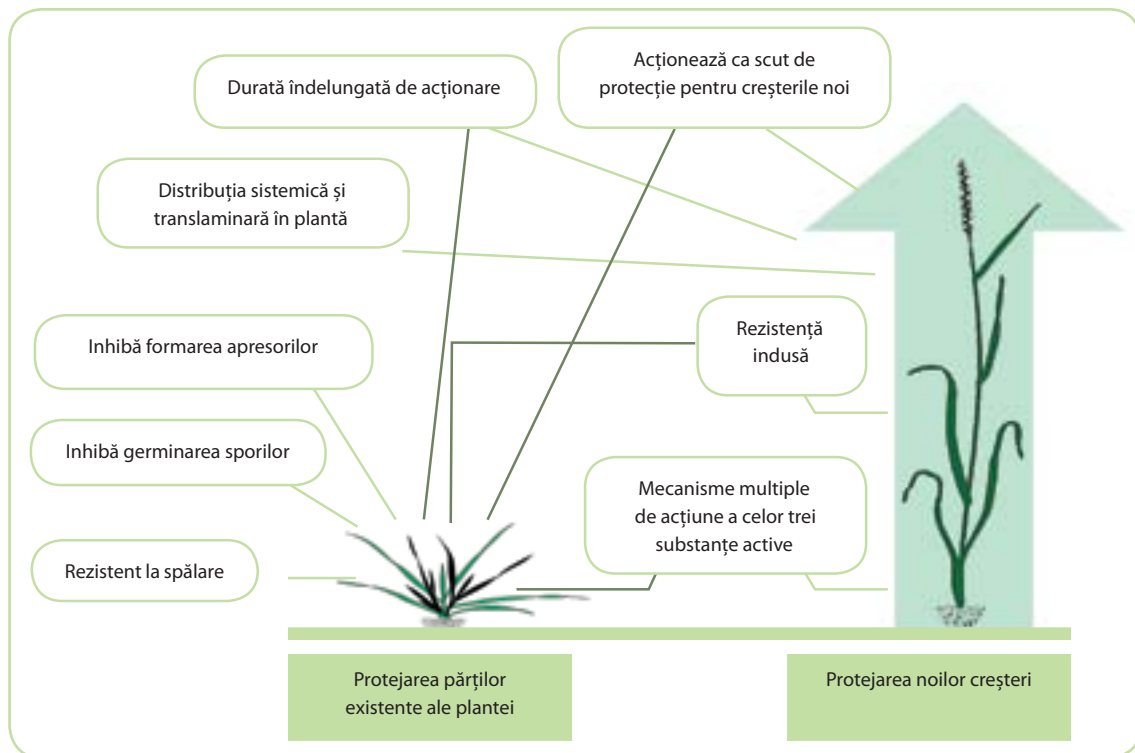 Durată îndelungată de acționare
Acționează ca scut de
protecție pentru creșterile noi
Distribuția sistemică și
translaminară în plantă
Inhibă formarea apresorilor
Rezistență
indusă
Inhibă germinarea sporilor
Mecanisme multiple
de acțiune a celor trei
substanțe active
Rezistent la spălare
Protejarea părților
existente ale plantei
Protejarea noilor creșteri